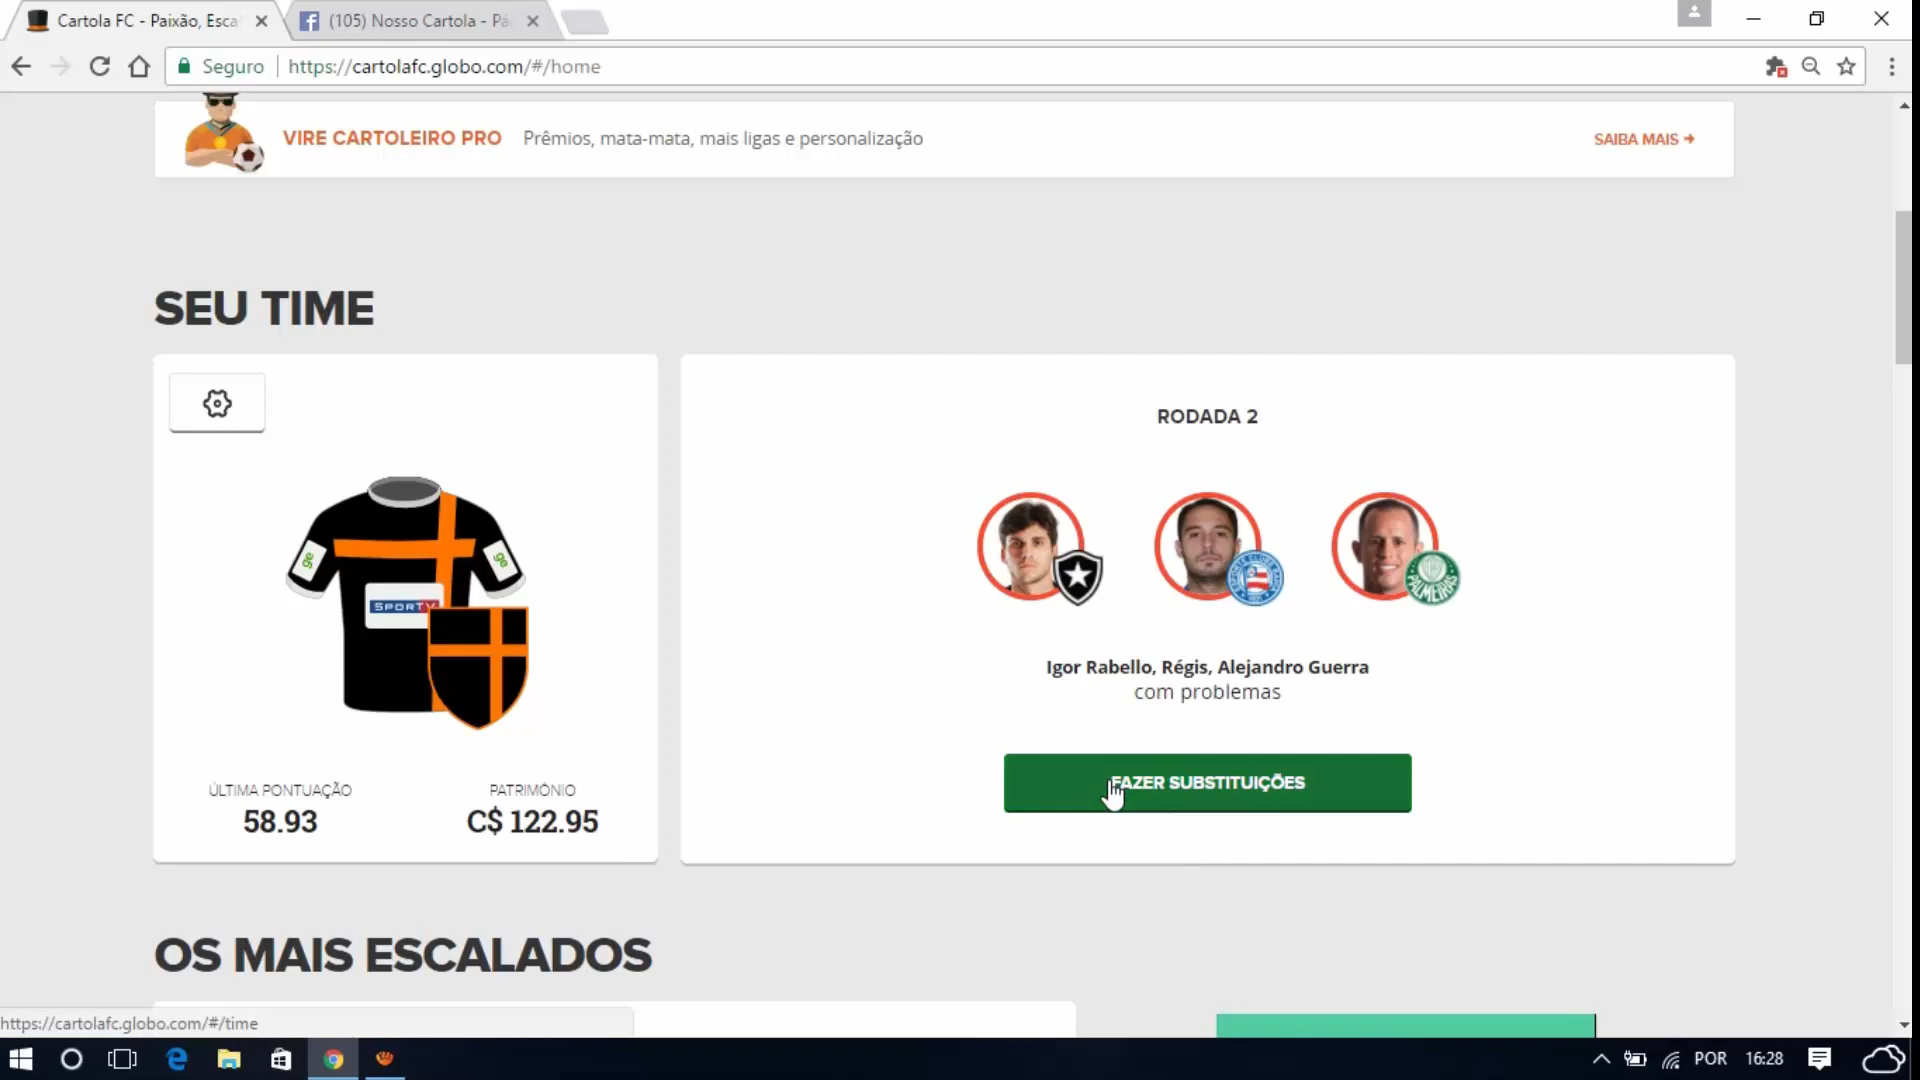 Cartola FC - Paixão, Esca
(105) Nosso Cartola - Pá
Seguro
https://cartolafc.globo.com/#/home
VIRE CARTOLEIRO PRO Prêmios, mata-mata, mais ligas e personalização
SAIBA MAIS
SEU TIME
RODADA 2
ge
ge
SPORTV
PALMEIRAS
Igor Rabello, Régis, Alejandro Guerra
com problemas
FAZER SUBSTITUIÇÕES
ÚLTIMA PONTUAÇÃO
58.93
PATRIMÔNIO
C$ 122.95
OS MAIS ESCALADOS
https://cartolafc.globo.com/#/time
POR
16:28